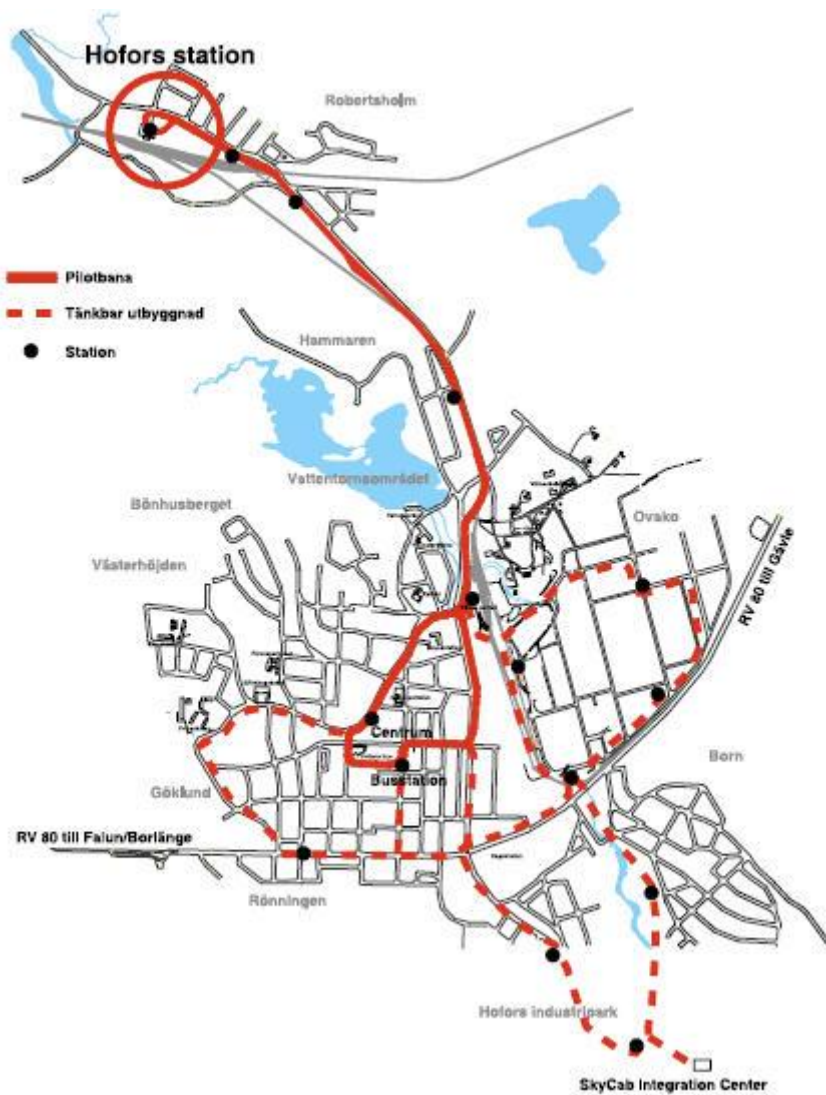 Hofors station
Robertsholm
Pilotbana
Tänkbar utbyggnad
Station
Hammaren
Vattentornsområdet
Bönhusberget
Ovako
Västerhöjden
RV 80 till Gävle
Centrum
Busstation
Born
Göklund
RV 80 till Falun/Borlänge
Rönningen
Hofors industripark
SkyCab Integration Center